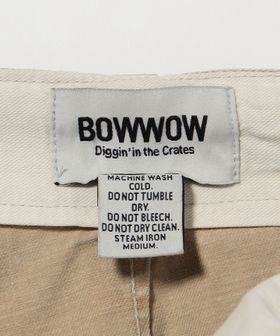 BOWWOW
Diggin' in the Crates
MACHINE WASH
COLD.
DO NOT TUMBLE
DRY.
DO NOT BLEECH.
DO NOT DRY CLEAN.
STEAM IRON
MEDIUM.